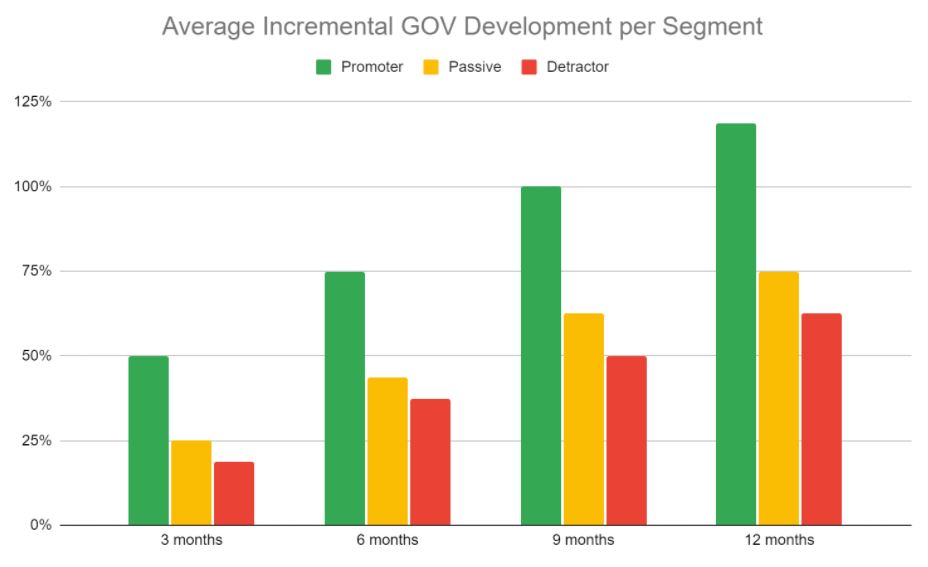 Average Incremental GOV Development per Segment
Promoter Passive Detractor
125%
100%
75%
50%
25%
0%
3 months 6 months 9 months 12 months